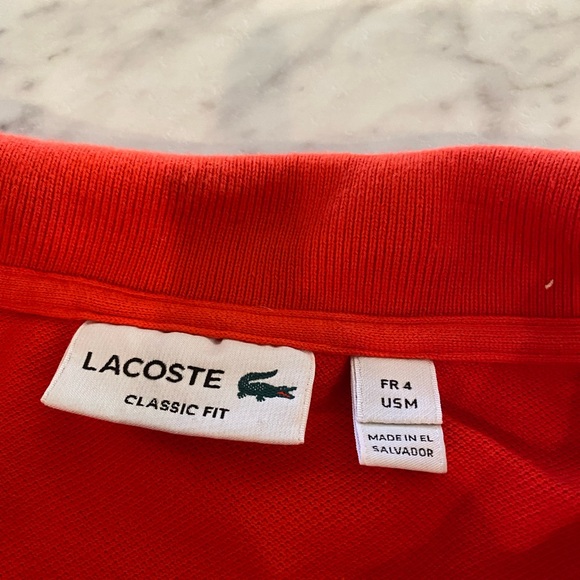 LACOSTE
CLASSIC FIT
FR 4
US M
MADE IN EL
SALVADOR